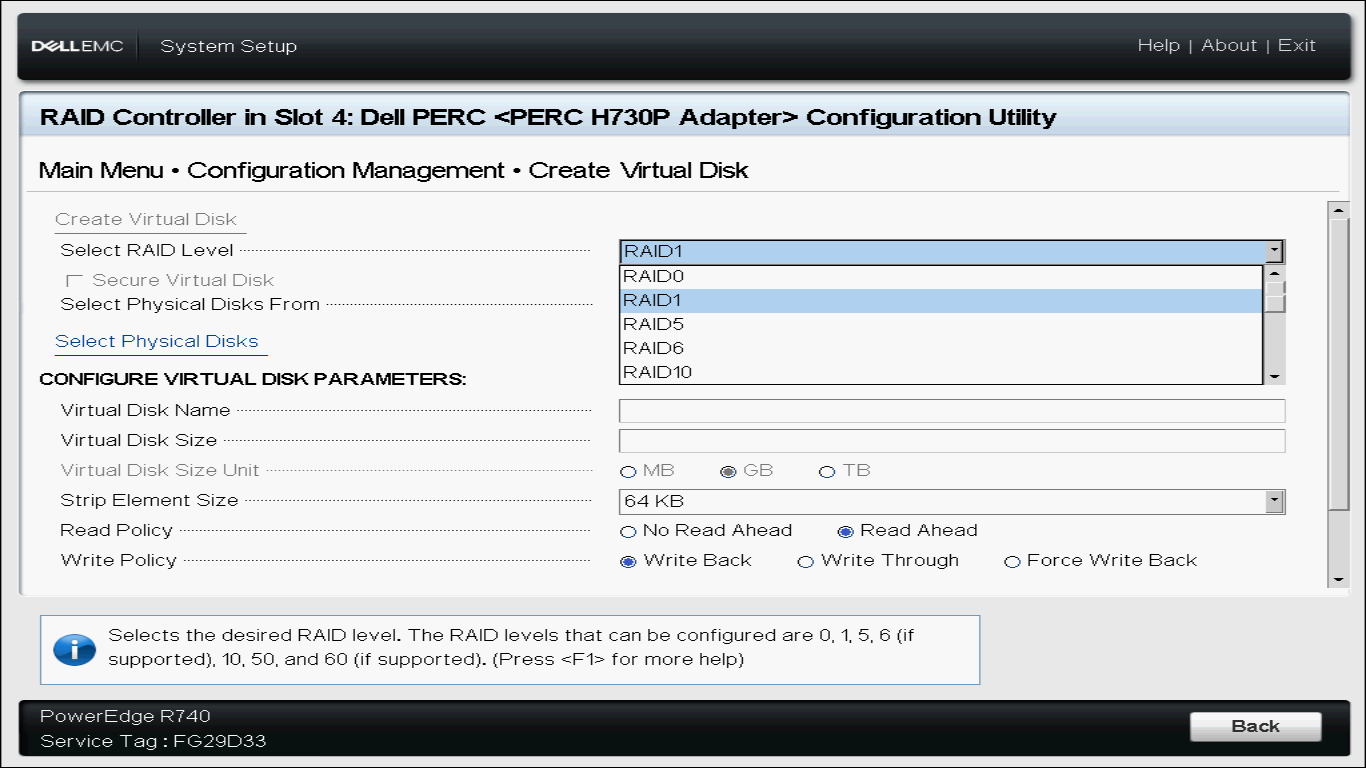 DELLEMC System Setup Help | About | Exit
RAID Controller in Slot 4: Dell PERC <PERC H730P Adapter> Configuration Utility
Main Menu • Configuration Management • Create Virtual Disk
Create Virtual Disk
Select RAID Level RAID1
RAID0
Secure Virtual Disk
RAID1
Select Physical Disks From
RAID5
Select Physical Disks
RAID6
RAID10
CONFIGURE VIRTUAL DISK PARAMETERS:
Virtual Disk Name
Virtual Disk Size
Virtual Disk Size Unit MB GB TB
Strip Element Size 64 KB
Read Policy No Read Ahead Read Ahead
Write Policy Write Back Write Through Force Write Back
Selects the desired RAID level. The RAID levels that can be configured are 0, 1, 5, 6 (if
supported), 10, 50, and 60 (if supported). (Press <F1> for more help)
PowerEdge R740
Service Tag : FG29D33
Back